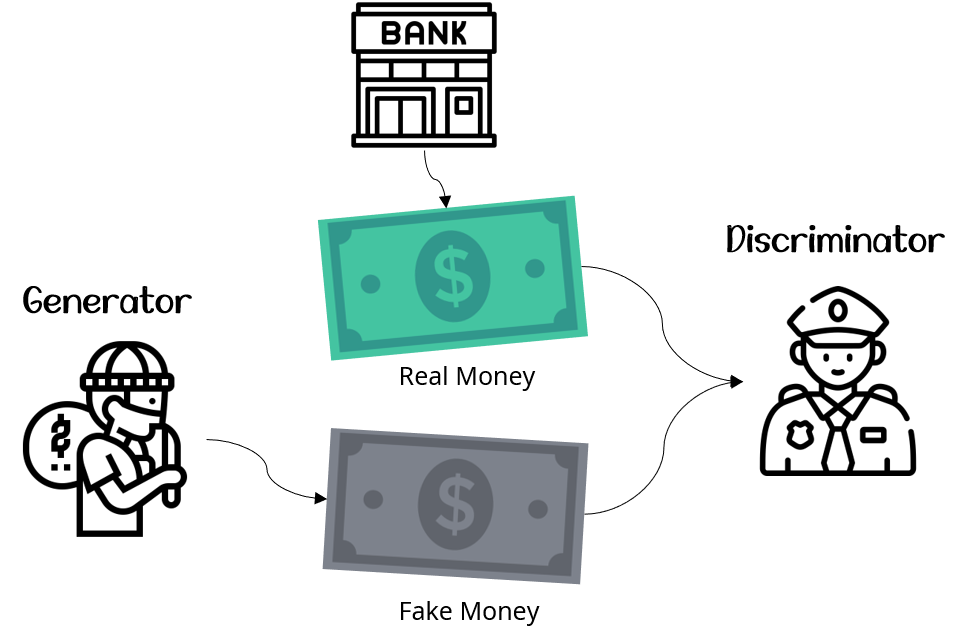 BANK
Discriminator
Generator
$
Real Money
$
$
Fake Money